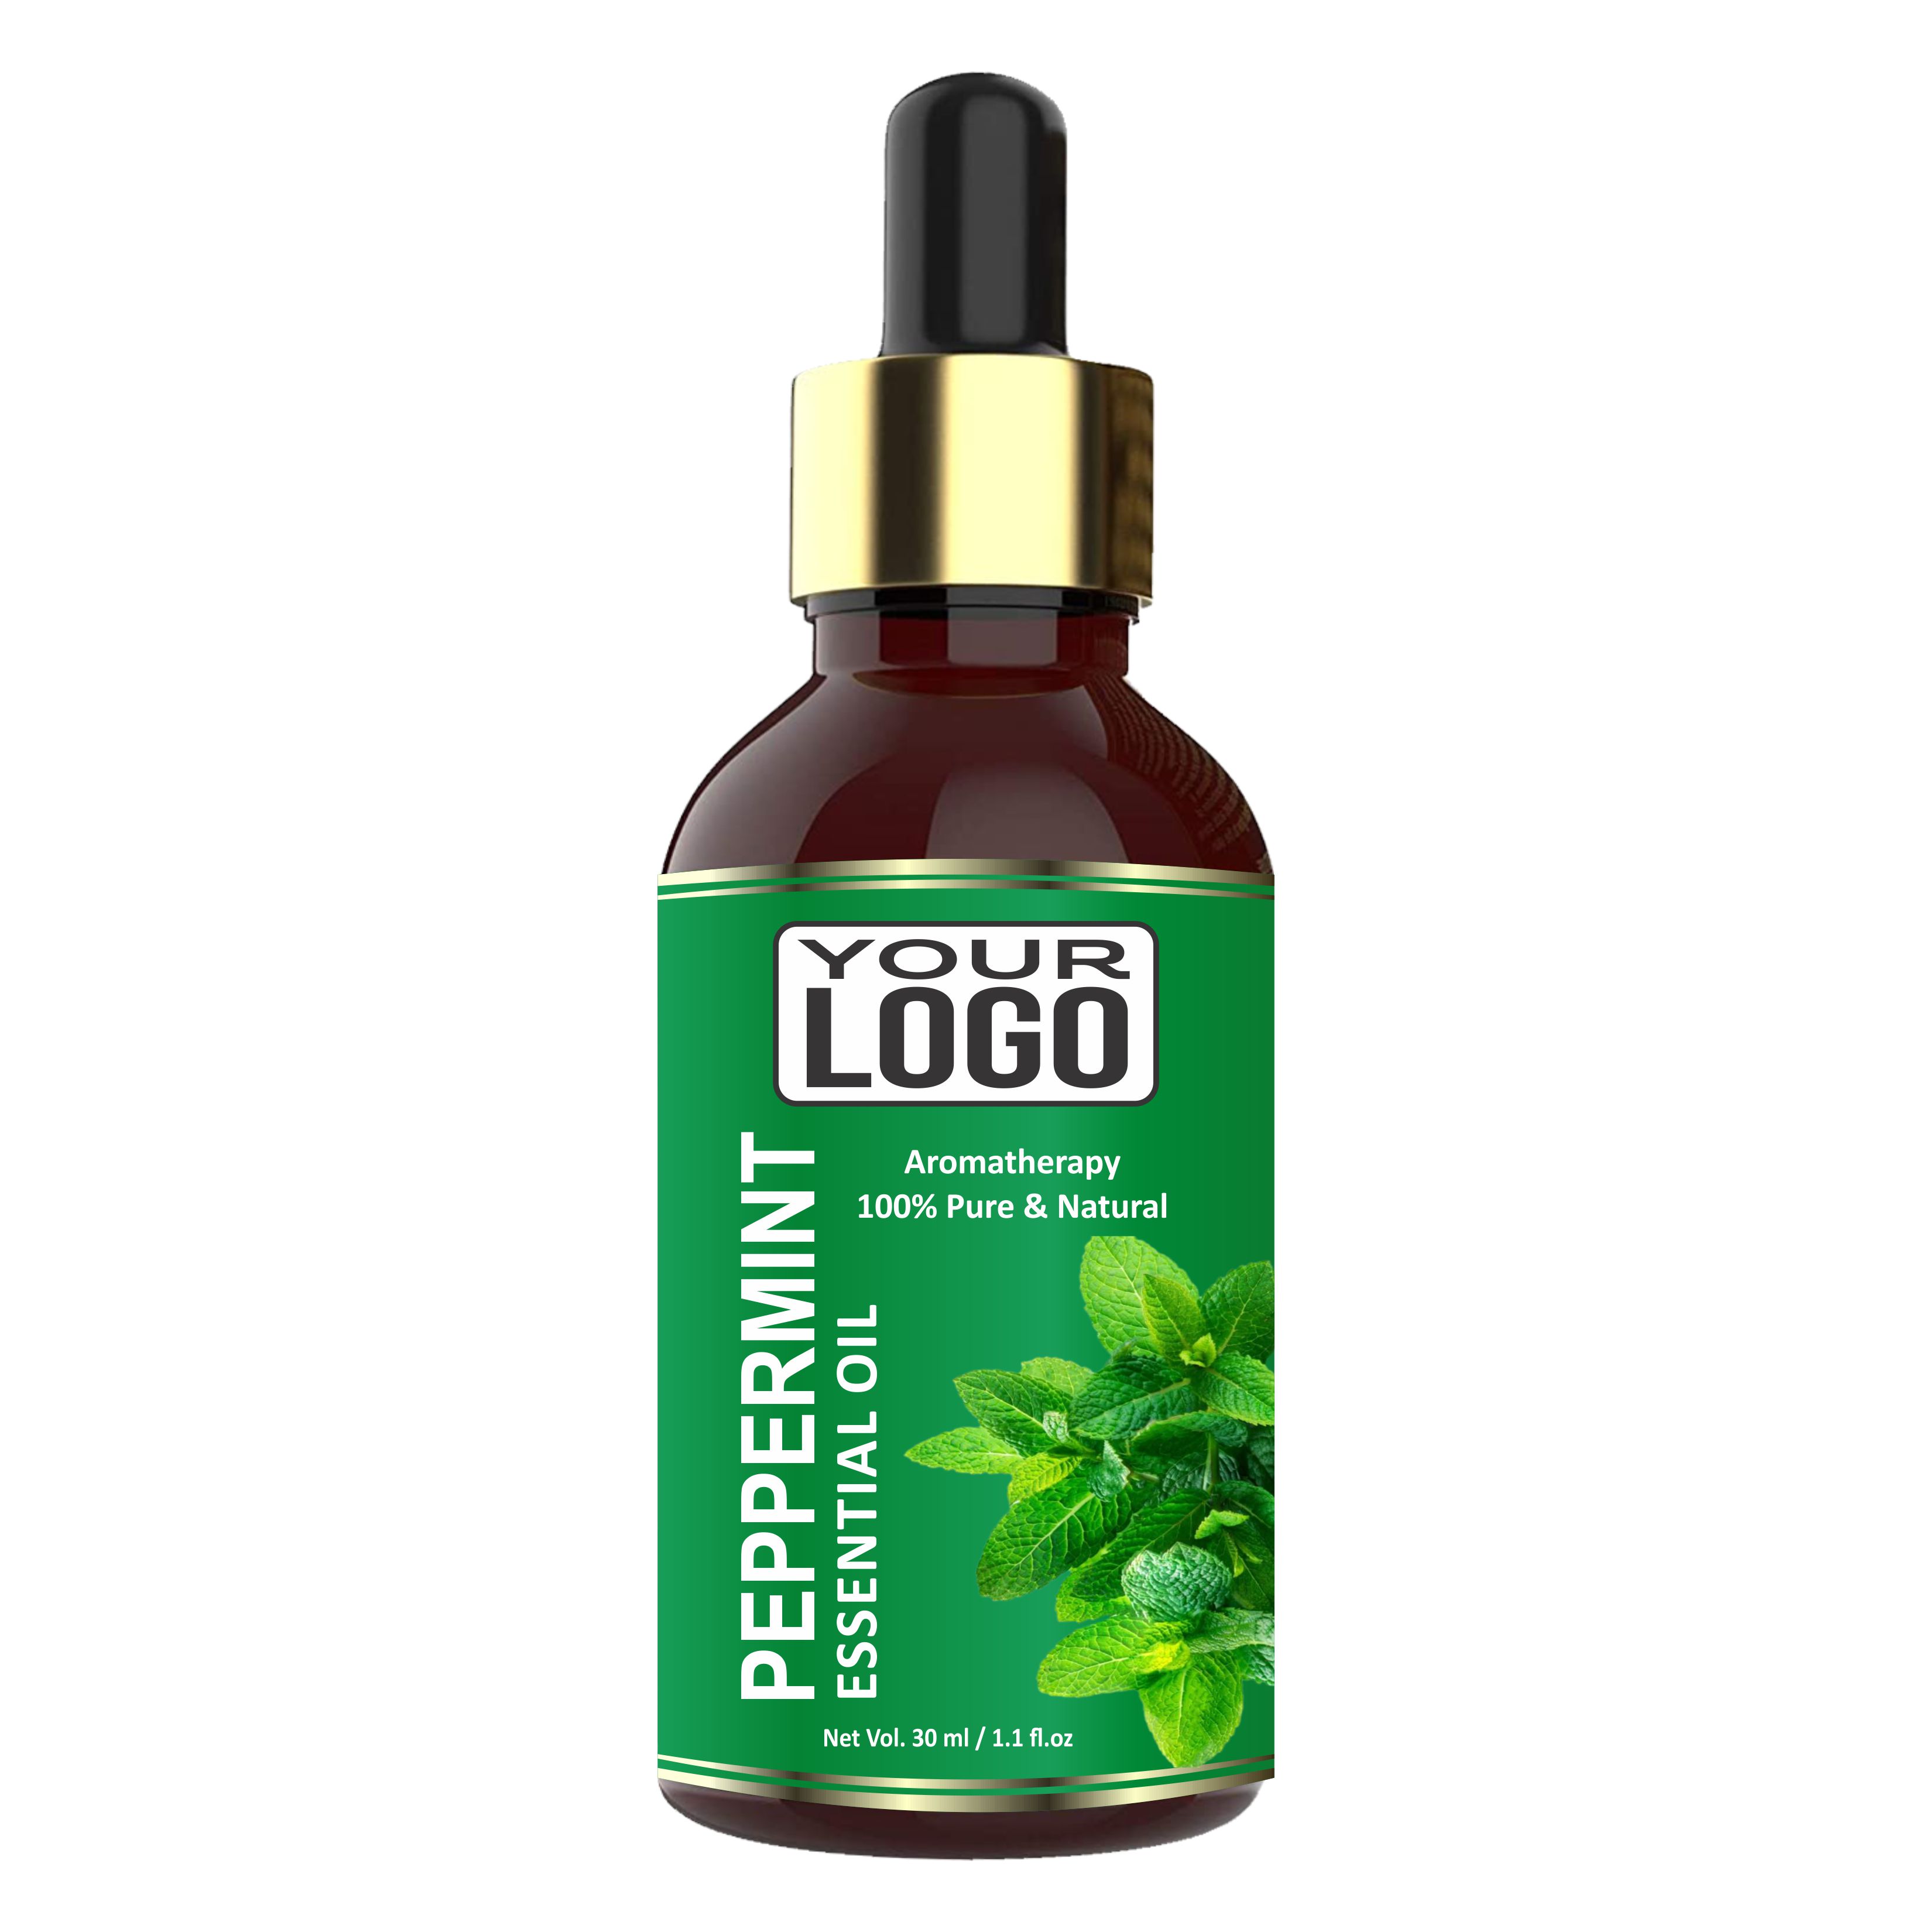 YOUR
LOGO
Aromatherapy
100% Pure & Natural
PEPPERMINT
ESSENTIAL OIL
Net Vol. 30 ml / 1.1 fl.oz